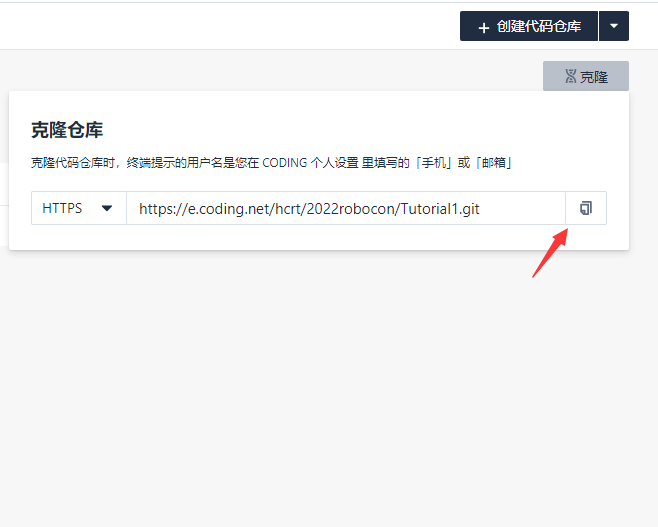 + 创建代码仓库
克隆
克隆仓库
克隆代码仓库时，终端提示的用户名是您在 CODING 个人设置 里填写的「手机」或「邮箱」
HTTPS
https://e.coding.net/hcrt/2022robocon/Tutorial1.git